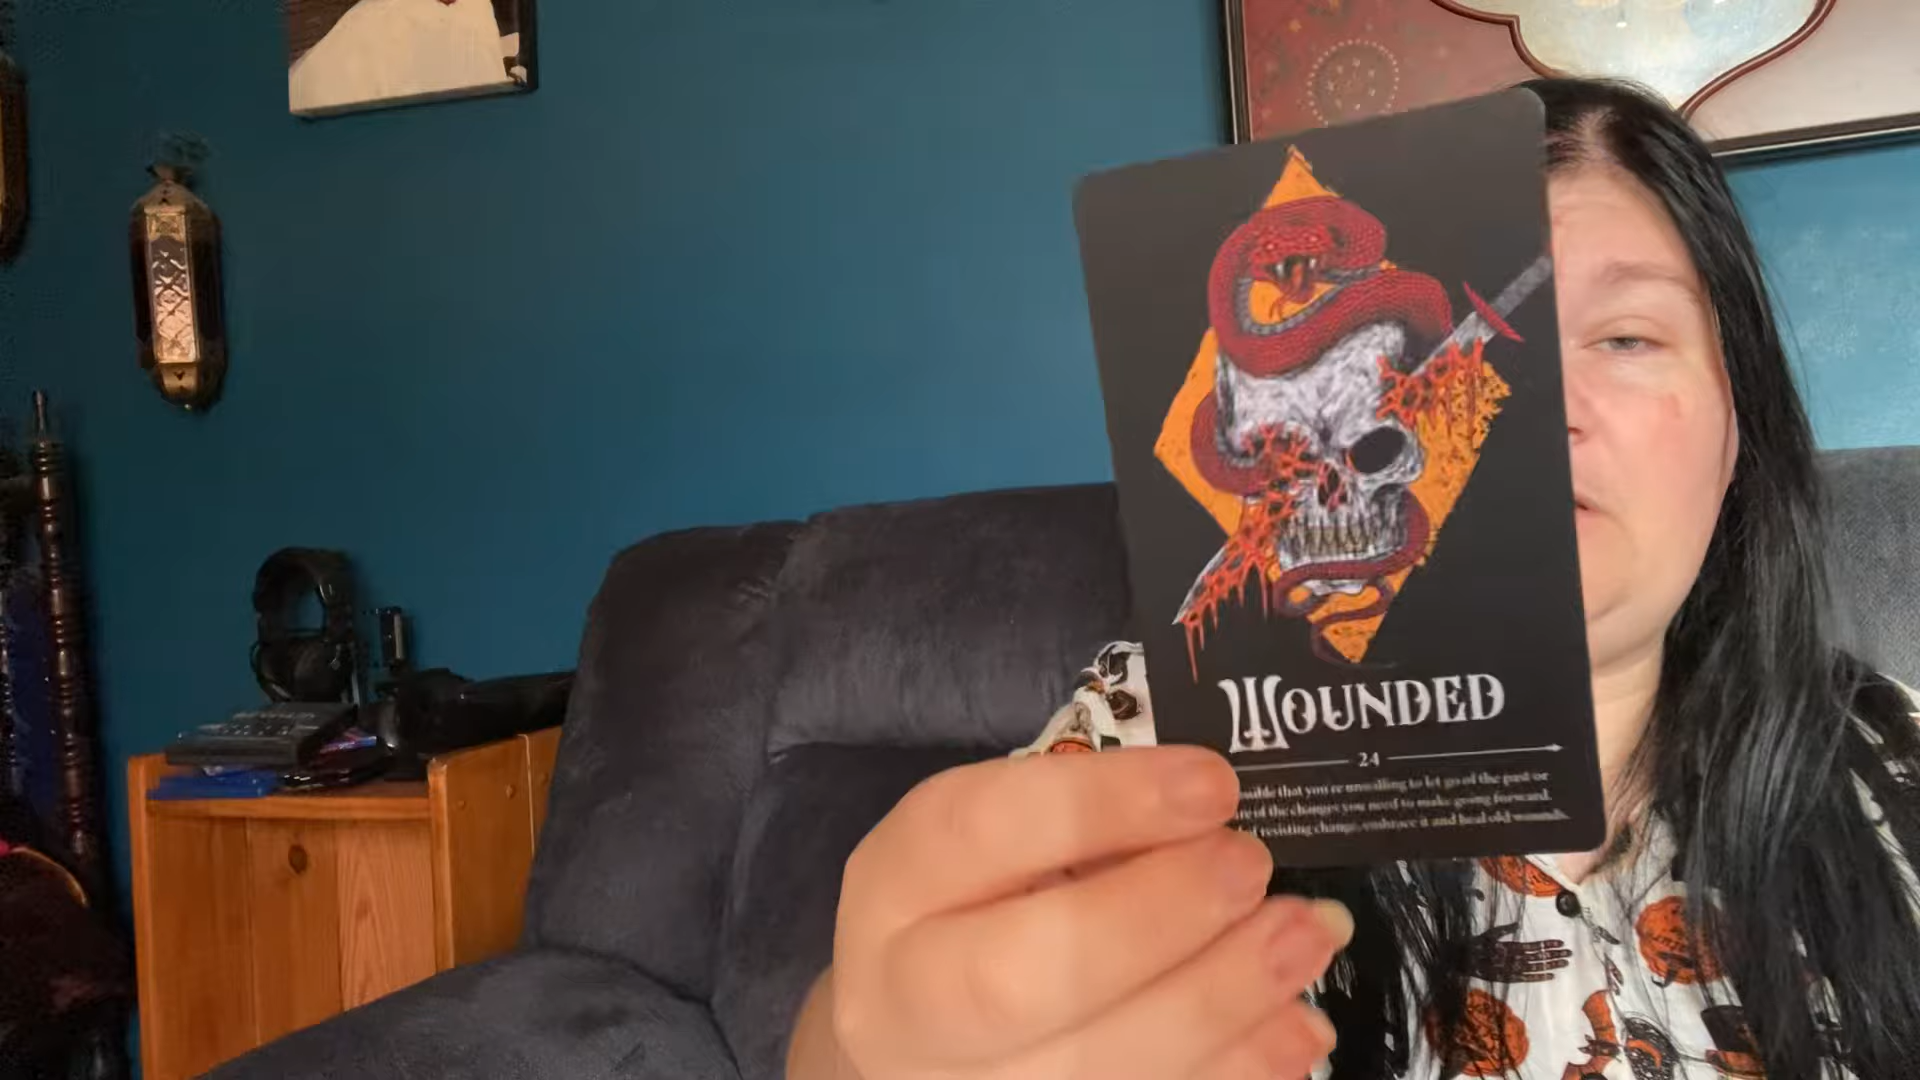 WOUNDED
24
that you're unwilling to let go of the past or
of the changes you need to make going forward.
resisting change, embrace it and heal old wounds.